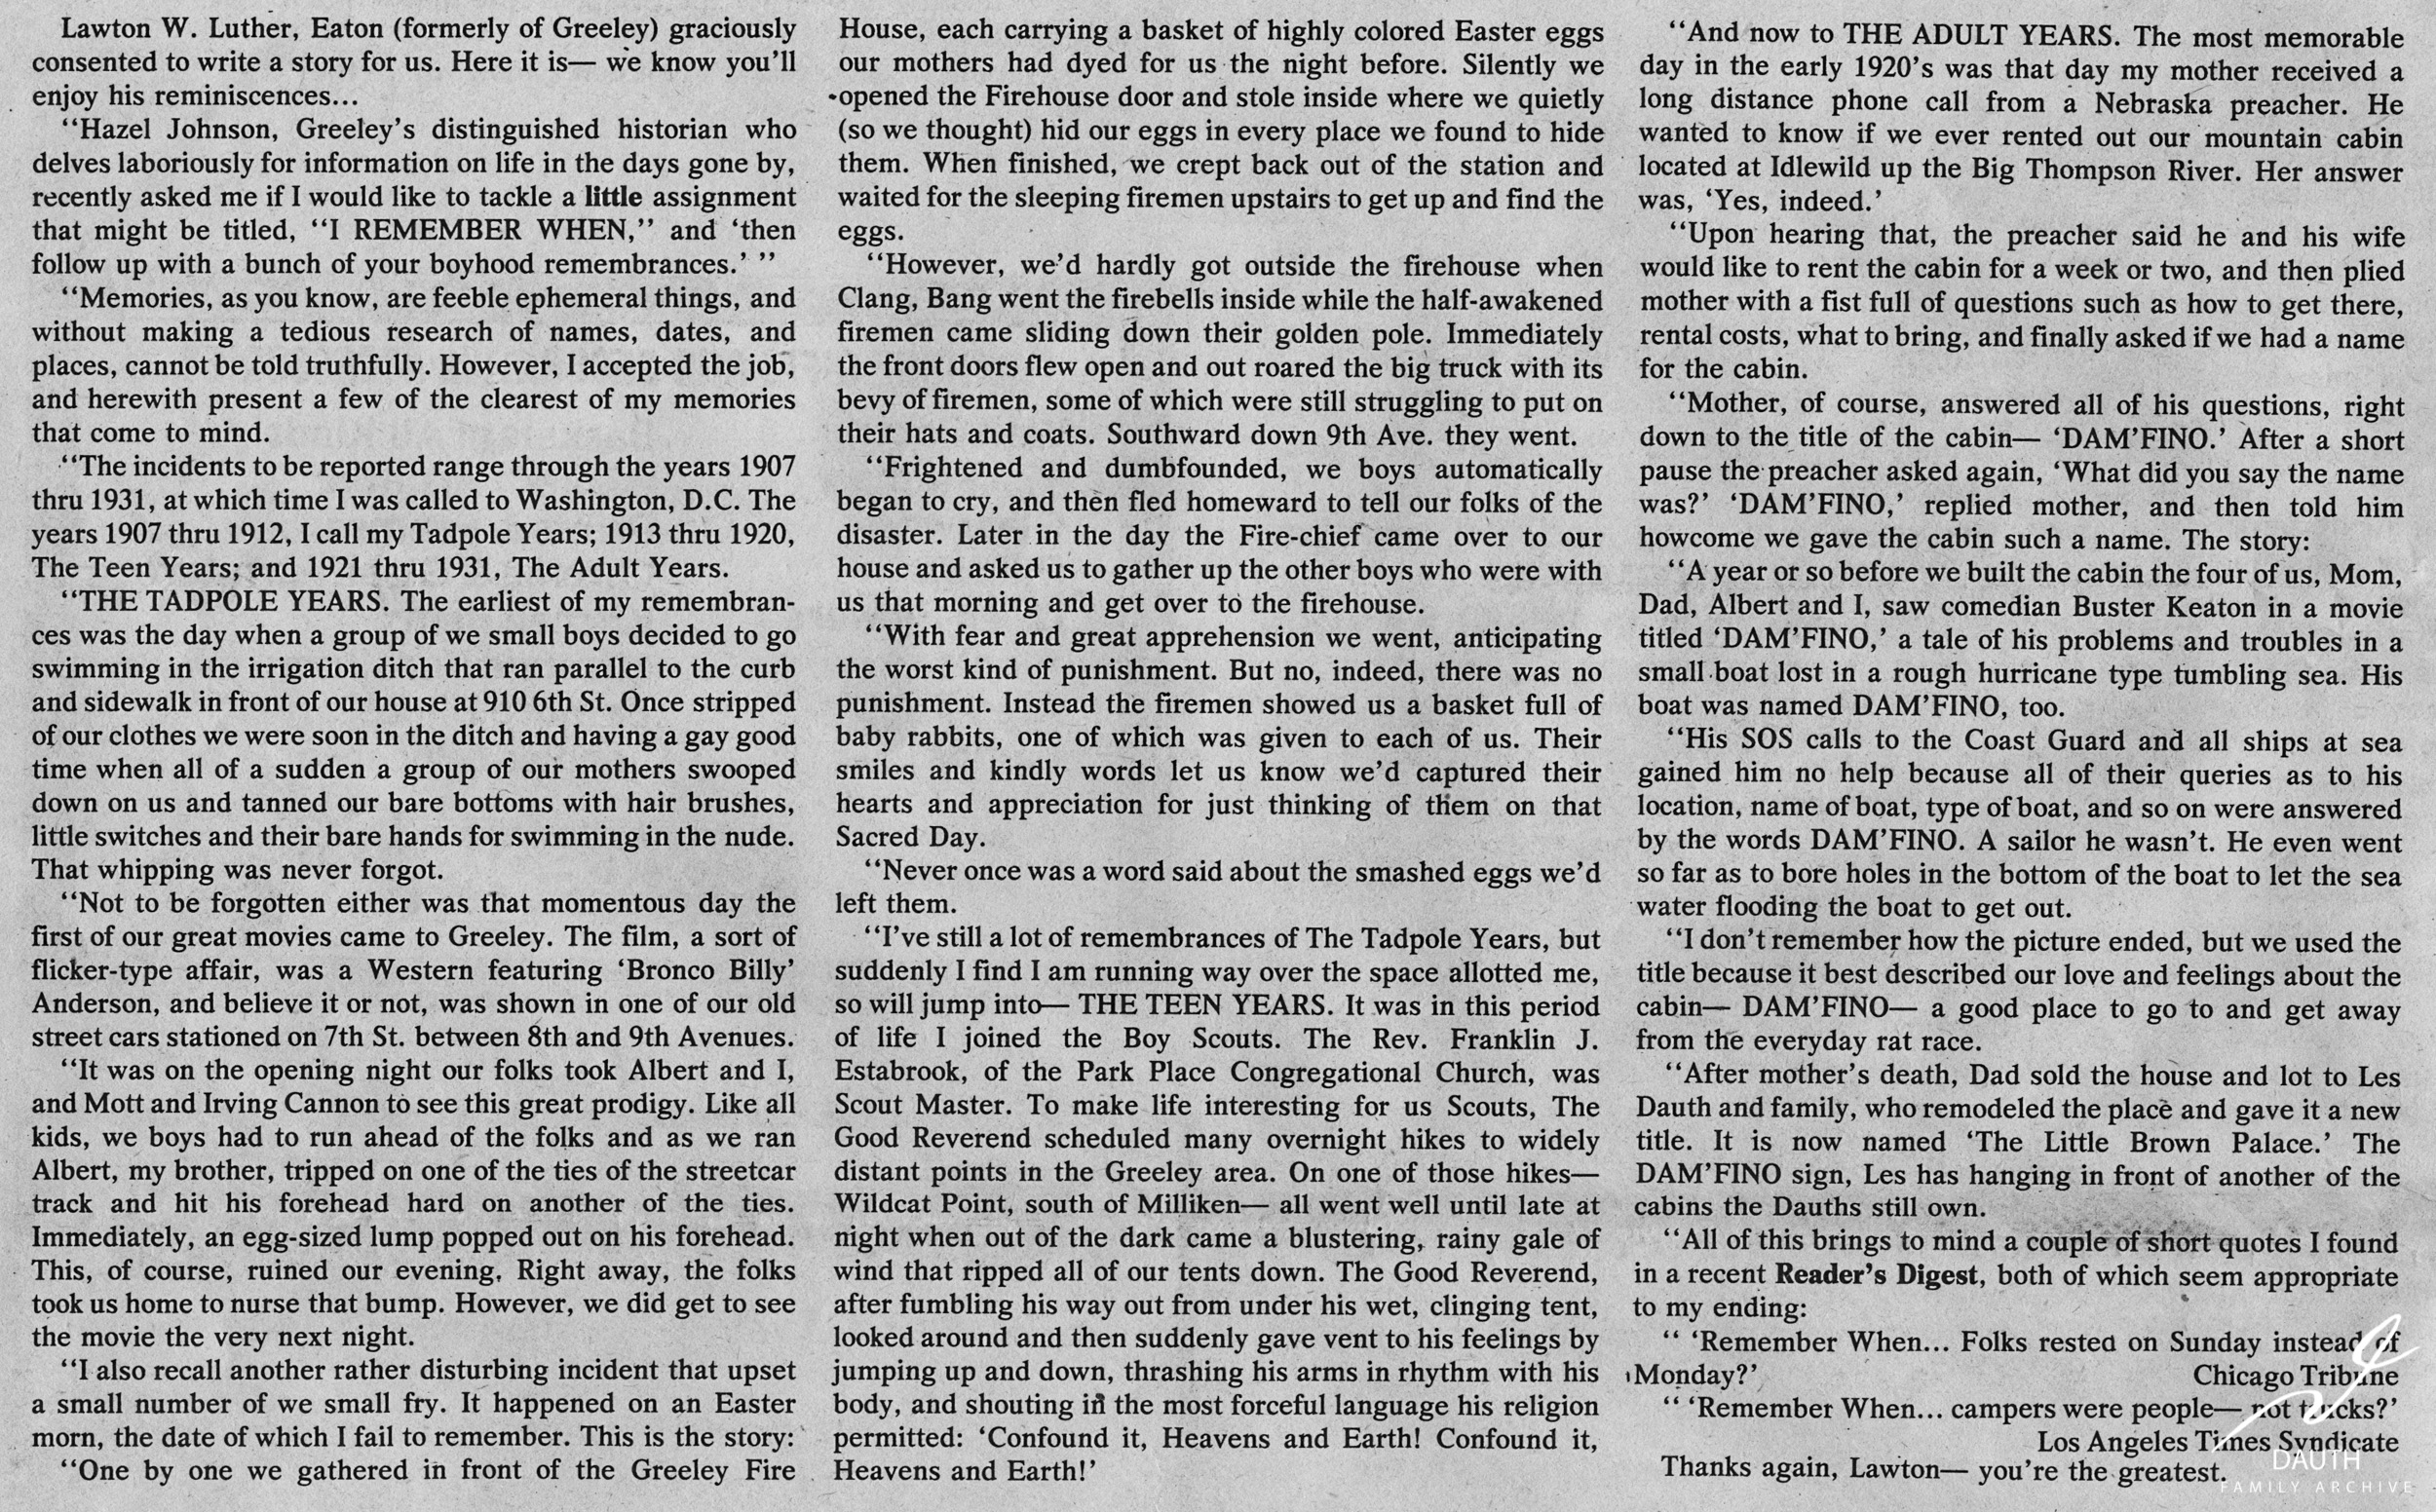 Lawton W. Luther, Eaton (formerly of Greeley) graciously
consented to write a story for us. Here it is— we know you'll
enjoy his reminiscences...
“Hazel Johnson, Greeley's distinguished historian who
delves laboriously for information on life in the days gone by,
recently asked me if I would like to tackle a little assignment
that might be titled, “I REMEMBER WHEN,” and ‘then
follow up with a bunch of your boyhood remembrances.’ ”
“Memories, as you know, are feeble ephemeral things, and
without making a tedious research of names, dates, and
places, cannot be told truthfully. However, I accepted the job,
and herewith present a few of the clearest of my memories
that come to mind.
“The incidents to be reported range through the years 1907
thru 1931, at which time I was called to Washington, D.C. The
years 1907 thru 1912, I call my Tadpole Years; 1913 thru 1920,
The Teen Years; and 1921 thru 1931, The Adult Years.
“THE TADPOLE YEARS. The earliest of my remembran-
ces was the day when a group of we small boys decided to go
swimming in the irrigation ditch that ran parallel to the curb
and sidewalk in front of our house at 910 6th St. Once stripped
of our clothes we were soon in the ditch and having a gay good
time when all of a sudden a group of our mothers swooped
down on us and tanned our bare bottoms with hair brushes,
little switches and their bare hands for swimming in the nude.
That whipping was never forgot.
“Not to be forgotten either was that momentous day the
first of our great movies came to Greeley. The film, a sort of
flicker-type affair, was a Western featuring ‘Bronco Billy’
Anderson, and believe it or not, was shown in one of our old
street cars stationed on 7th St. between 8th and 9th Avenues.
“It was on the opening night our folks took Albert and I,
and Mott and Irving Cannon to see this great prodigy. Like all
kids, we boys had to run ahead of the folks and as we ran
Albert, my brother, tripped on one of the ties of the streetcar
track and hit his forehead hard on another of the ties.
Immediately, an egg-sized lump popped out on his forehead.
This, of course, ruined our evening. Right away, the folks
took us home to nurse that bump. However, we did get to see
the movie the very next night.
“I also recall another rather disturbing incident that upset
a small number of we small fry. It happened on an Easter
morn, the date of which I fail to remember. This is the story:
“One by one we gathered in front of the Greeley Fire
House, each carrying a basket of highly colored Easter eggs
our mothers had dyed for us the night before. Silently we
opened the Firehouse door and stole inside where we quietly
(so we thought) hid our eggs in every place we found to hide
them. When finished, we crept back out of the station and
waited for the sleeping firemen upstairs to get up and find the
eggs.
“However, we'd hardly got outside the firehouse when
Clang, Bang went the firebells inside while the half-awakened
firemen came sliding down their golden pole. Immediately
the front doors flew open and out roared the big truck with its
bevy of firemen, some of which were still struggling to put on
their hats and coats. Southward down 9th Ave. they went.
“Frightened and dumbfounded, we boys automatically
began to cry, and then fled homeward to tell our folks of the
disaster. Later in the day the Fire-chief came over to our
house and asked us to gather up the other boys who were with
us that morning and get over to the firehouse.
“With fear and great apprehension we went, anticipating
the worst kind of punishment. But no, indeed, there was no
punishment. Instead the firemen showed us a basket full of
baby rabbits, one of which was given to each of us. Their
smiles and kindly words let us know we'd captured their
hearts and appreciation for just thinking of them on that
Sacred Day.
“Never once was a word said about the smashed eggs we'd
left them.
“I've still a lot of remembrances of The Tadpole Years, but
suddenly I find I am running way over the space allotted me,
so will jump into— THE TEEN YEARS. It was in this period
of life I joined the Boy Scouts. The Rev. Franklin J.
Estabrook, of the Park Place Congregational Church, was
Scout Master. To make life interesting for us Scouts, The
Good Reverend scheduled many overnight hikes to widely
distant points in the Greeley area. On one of those hikes—
Wildcat Point, south of Milliken— all went well until late at
night when out of the dark came a blustering, rainy gale of
wind that ripped all of our tents down. The Good Reverend,
after fumbling his way out from under his wet, clinging tent,
looked around and then suddenly gave vent to his feelings by
jumping up and down, thrashing his arms in rhythm with his
body, and shouting in the most forceful language his religion
permitted: ‘Confound it, Heavens and Earth! Confound it,
Heavens and Earth!’
“And now to THE ADULT YEARS. The most memorable
day in the early 1920's was that day my mother received a
long distance phone call from a Nebraska preacher. He
wanted to know if we ever rented out our mountain cabin
located at Idlewild up the Big Thompson River. Her answer
was, ‘Yes, indeed.’
“Upon hearing that, the preacher said he and his wife
would like to rent the cabin for a week or two, and then plied
mother with a fist full of questions such as how to get there,
rental costs, what to bring, and finally asked if we had a name
for the cabin.
“Mother, of course, answered all of his questions, right
down to the title of the cabin— ‘DAM'FINO.’ After a short
pause the preacher asked again, ‘What did you say the name
was?’ ‘DAM'FINO,’ replied mother, and then told him
howcome we gave the cabin such a name. The story:
“A year or so before we built the cabin the four of us, Mom,
Dad, Albert and I, saw comedian Buster Keaton in a movie
titled ‘DAM'FINO,’ a tale of his problems and troubles in a
small boat lost in a rough hurricane type tumbling sea. His
boat was named DAM'FINO, too.
“His SOS calls to the Coast Guard and all ships at sea
gained him no help because all of their queries as to his
location, name of boat, type of boat, and so on were answered
by the words DAM'FINO. A sailor he wasn't. He even went
so far as to bore holes in the bottom of the boat to let the sea
water flooding the boat to get out.
“I don't remember how the picture ended, but we used the
title because it best described our love and feelings about the
cabin— DAM'FINO— a good place to go to and get away
from the everyday rat race.
“After mother's death, Dad sold the house and lot to Les
Dauth and family, who remodeled the place and gave it a new
title. It is now named ‘The Little Brown Palace.’ The
DAM'FINO sign, Les has hanging in front of another of the
cabins the Dauths still own.
“All of this brings to mind a couple of short quotes I found
in a recent Reader's Digest, both of which seem appropriate
to my ending:
“ ‘Remember When... Folks rested on Sunday instead of
Monday?’ Chicago Tribune
“ ‘Remember When... campers were people— not trucks?’
Los Angeles Times Syndicate
Thanks again, Lawton— you're the greatest.
DAUTH
FAMILY ARCHIVE